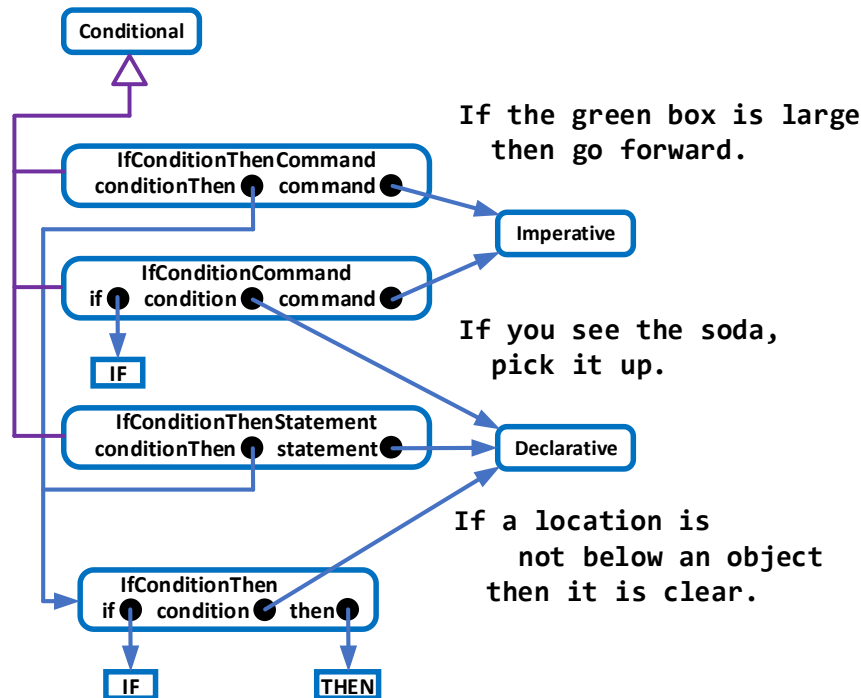 Conditional
If the green box is large
then go forward.
IfConditionThenCommand
conditionThen command
Imperative
IfConditionCommand
if condition command
If you see the soda,
pick it up.
IF
IfConditionThenStatement
conditionThen statement
Declarative
If a location is
not below an object
then it is clear.
IfConditionThen
if condition then
IF
THEN